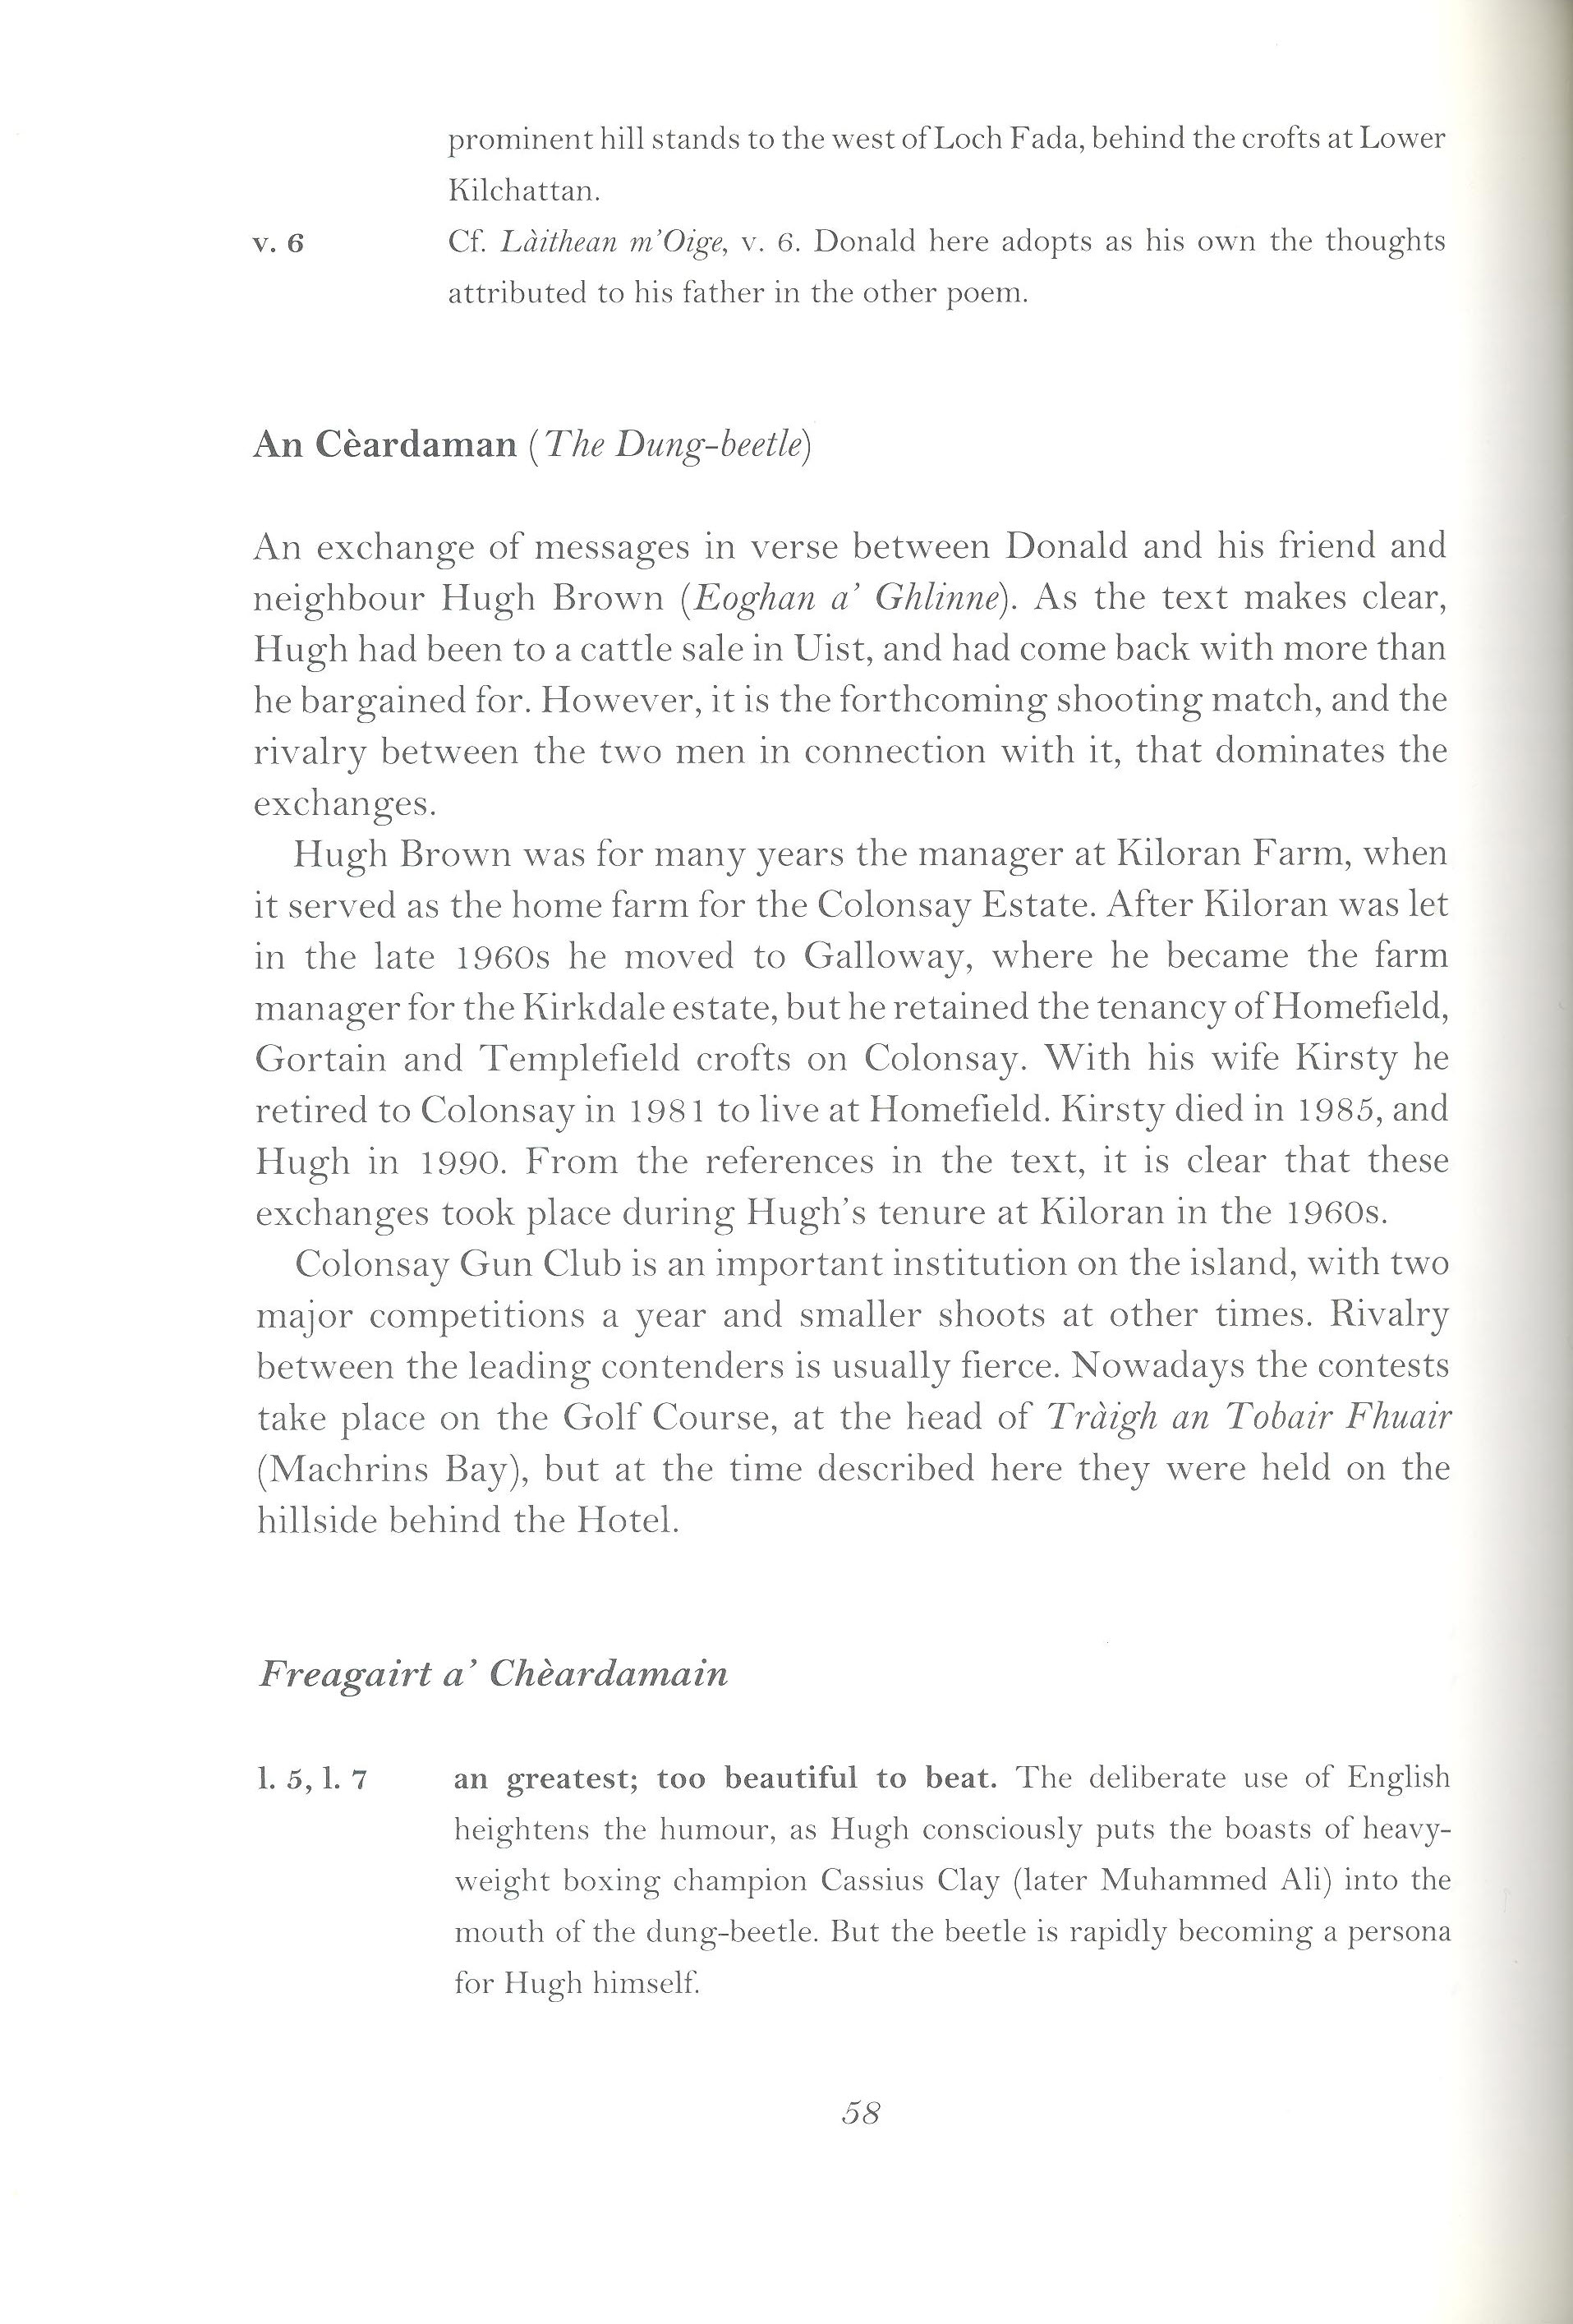 prominent hill stands to the west of Loch Fada, behind the crofts at Lower
Kilchattan.
v. 6 Cf. Làithean m’Oige, v. 6. Donald here adopts as his own the thoughts
attributed to his father in the other poem.
An Cèardaman (The Dung-beetle)
An exchange of messages in verse between Donald and his friend and
neighbour Hugh Brown (Eoghan a’ Ghlinne). As the text makes clear,
Hugh had been to a cattle sale in Uist, and had come back with more than
he bargained for. However, it is the forthcoming shooting match, and the
rivalry between the two men in connection with it, that dominates the
exchanges.
Hugh Brown was for many years the manager at Kiloran Farm, when
it served as the home farm for the Colonsay Estate. After Kiloran was let
in the late 1960s he moved to Galloway, where he became the farm
manager for the Kirkdale estate, but he retained the tenancy of Homefield,
Gortain and Templefield crofts on Colonsay. With his wife Kirsty he
retired to Colonsay in 1981 to live at Homefield. Kirsty died in 1985, and
Hugh in 1990. From the references in the text, it is clear that these
exchanges took place during Hugh’s tenure at Kiloran in the 1960s.
Colonsay Gun Club is an important institution on the island, with two
major competitions a year and smaller shoots at other times. Rivalry
between the leading contenders is usually fierce. Nowadays the contests
take place on the Golf Course, at the head of Tràigh an Tobair Fhuair
(Machrins Bay), but at the time described here they were held on the
hillside behind the Hotel.
Freagairt a’ Chèardamain
l. 5, l. 7 an greatest; too beautiful to beat. The deliberate use of English
heightens the humour, as Hugh consciously puts the boasts of heavy-
weight boxing champion Cassius Clay (later Muhammed Ali) into the
mouth of the dung-beetle. But the beetle is rapidly becoming a persona
for Hugh himself.
58